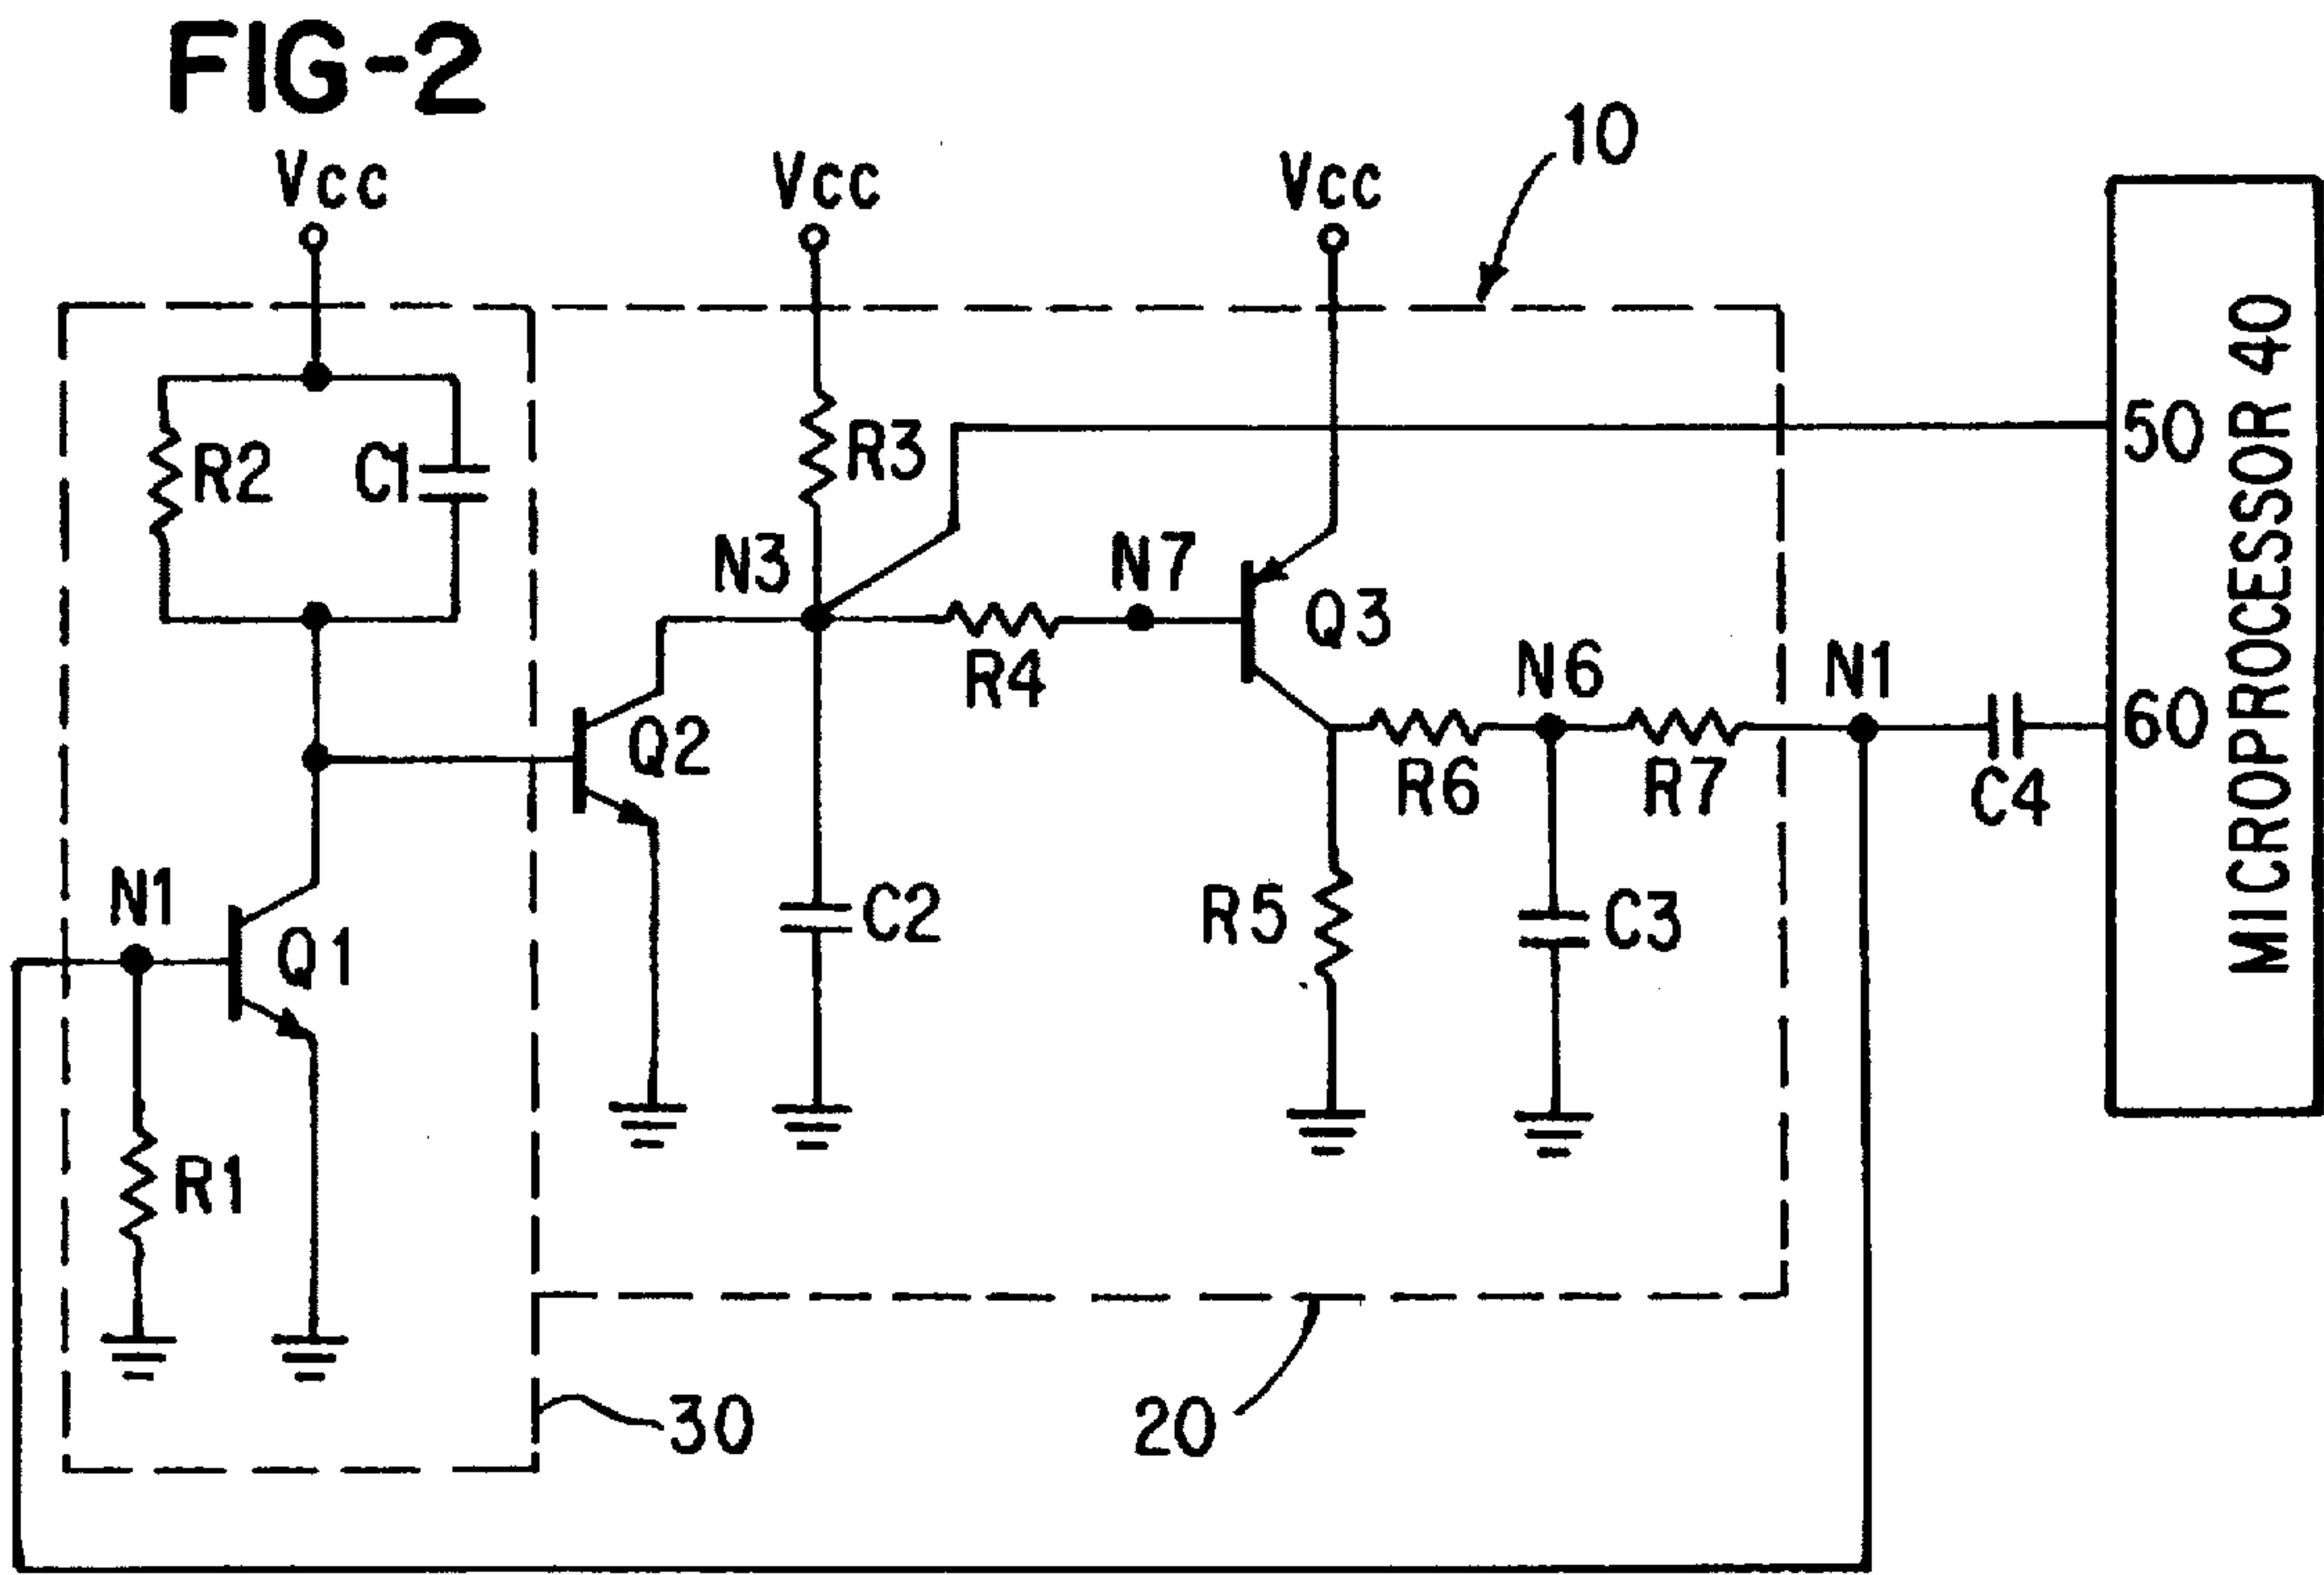 FIG-2
Vcc
Vcc
Vcc
10
R2
C1
R3
50
N3
N7
Q3
R4
N6
N1
Q2
60
R6
R7
C4
N1
Q1
C2
R5
C3
MICROPROCESSOR 40
R1
30
20